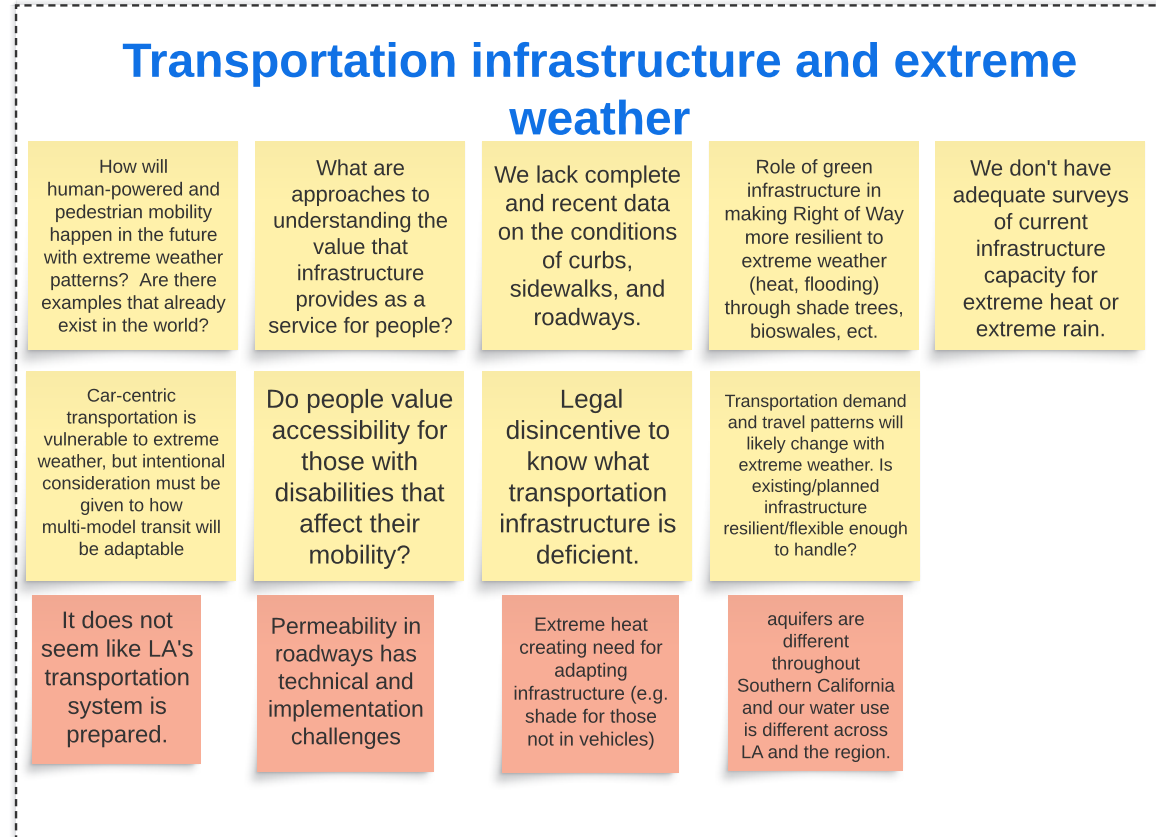 Transportation infrastructure and extreme
weather
How will
human-powered and
pedestrian mobility
happen in the future
with extreme weather
patterns?  Are there
examples that already
exist in the world?
What are
approaches to
understanding the
value that
infrastructure
provides as a
service for people?
We lack complete
and recent data
on the conditions
of curbs,
sidewalks, and
roadways.
Role of green
infrastructure in
making Right of Way
more resilient to
extreme weather
(heat, flooding)
through shade trees,
bioswales, ect.
We don't have
adequate surveys
of current
infrastructure
capacity for
extreme heat or
extreme rain.
Car-centric
transportation is
vulnerable to extreme
weather, but intentional
consideration must be
given to how
multi-model transit will
be adaptable
Do people value
accessibility for
those with
disabilities that
affect their
mobility?
Legal
disincentive to
know what
transportation
infrastructure is
deficient.
Transportation demand
and travel patterns will
likely change with
extreme weather. Is
existing/planned
infrastructure
resilient/flexible enough
to handle?
It does not
seem like LA's
transportation
system is
prepared.
Permeability in
roadways has
technical and
implementation
challenges
Extreme heat
creating need for
adapting
infrastructure (e.g.
shade for those
not in vehicles)
aquifers are
different
throughout
Southern California
and our water use
is different across
LA and the region.